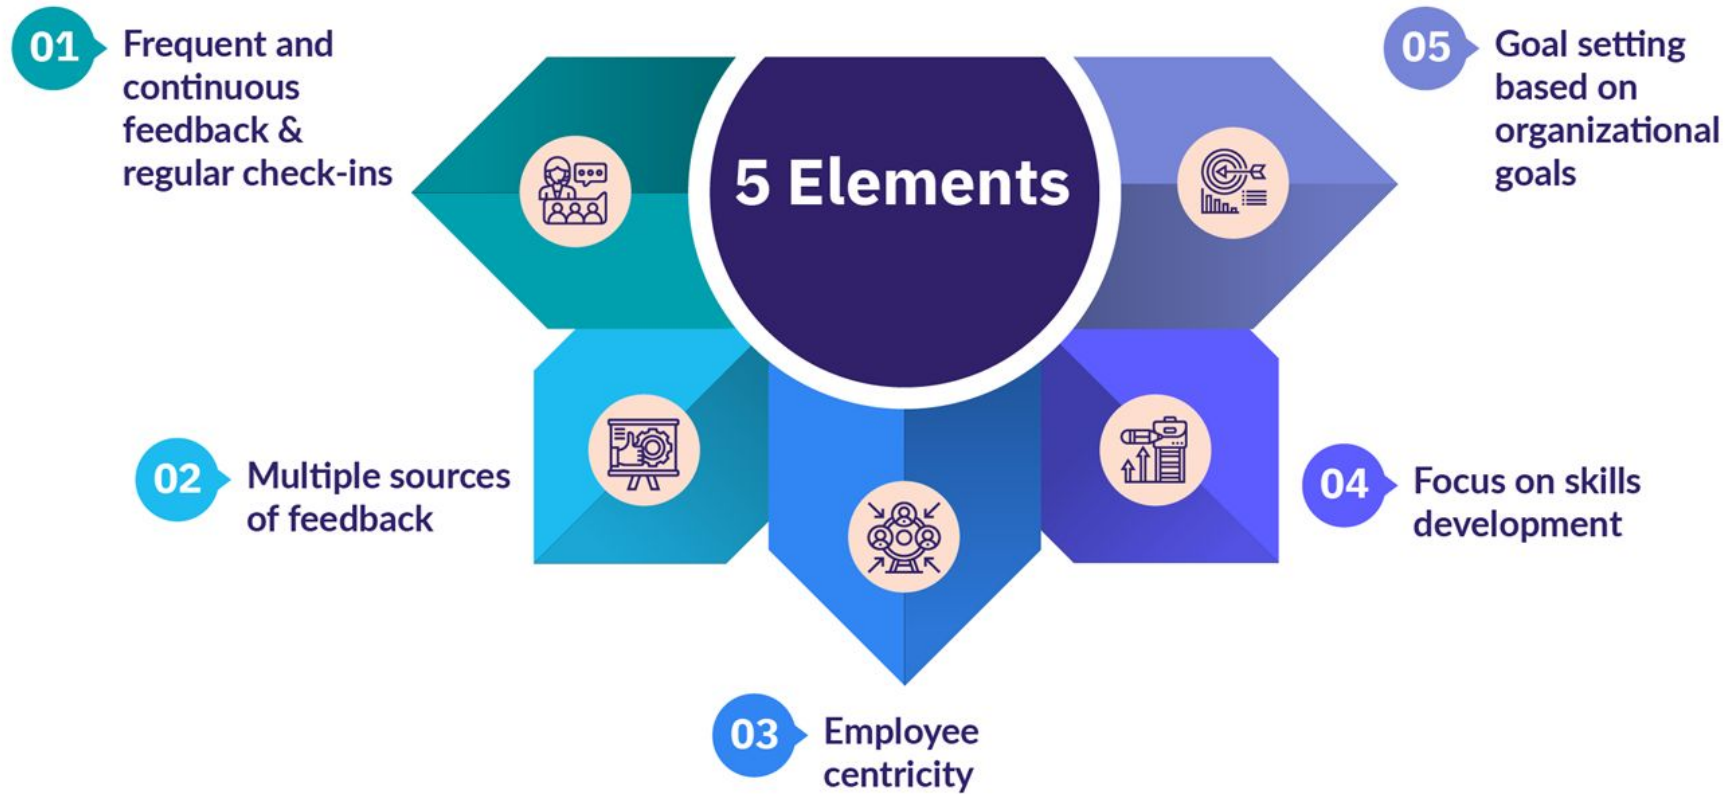 5 Elements
01
Frequent and
continuous
feedback &
regular check-ins
02
Multiple sources
of feedback
03
Employee
centricity
04
Focus on skills
development
05
Goal setting
based on
organizational
goals